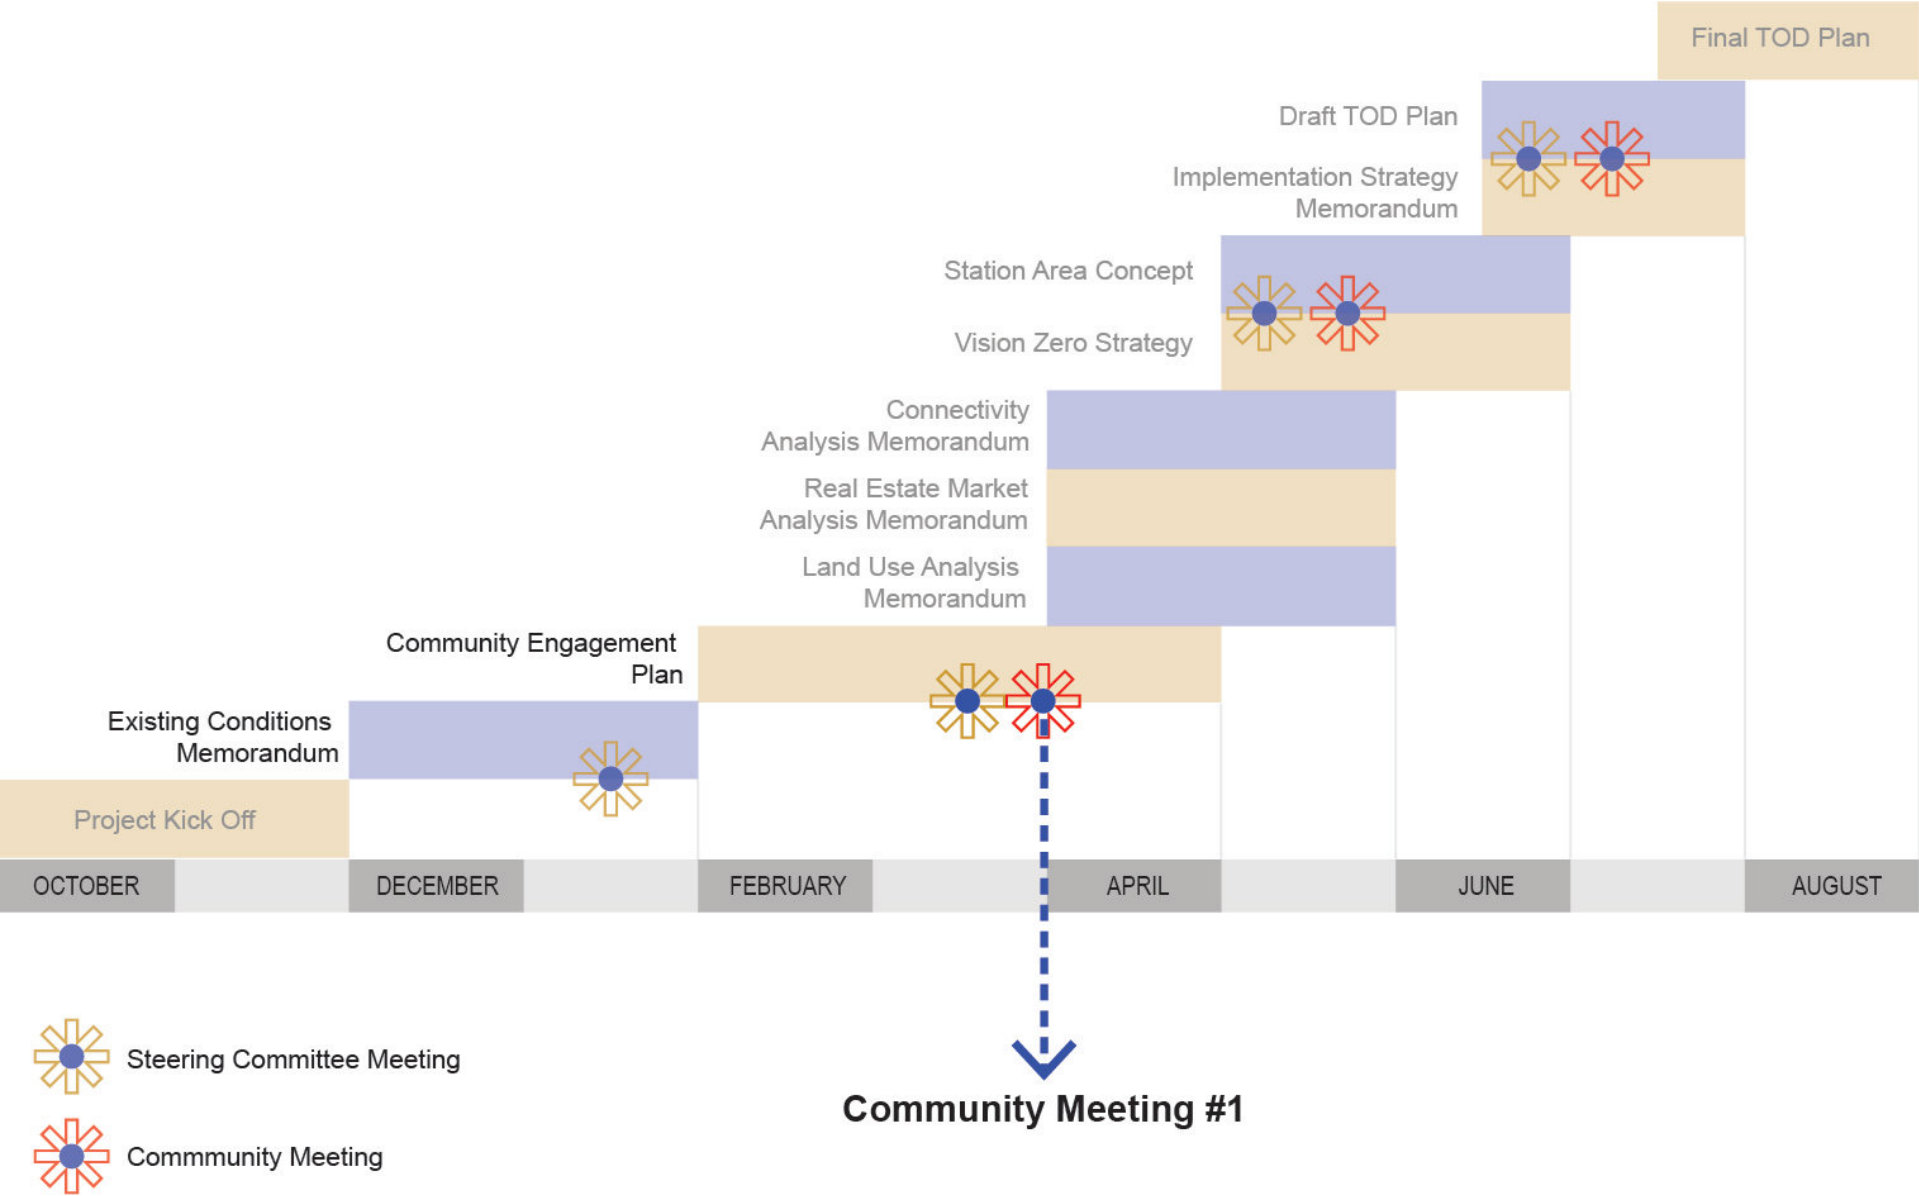 Final TOD Plan
Draft TOD Plan
Implementation Strategy
Memorandum
Station Area Concept
Vision Zero Strategy
Connectivity
Analysis Memorandum
Real Estate Market
Analysis Memorandum
Land Use Analysis
Memorandum
Community Engagement
Plan
Existing Conditions
Memorandum
Project Kick Off
OCTOBER DECEMBER FEBRUARY APRIL JUNE AUGUST
Steering Committee Meeting
Community Meeting #1
Commmunity Meeting